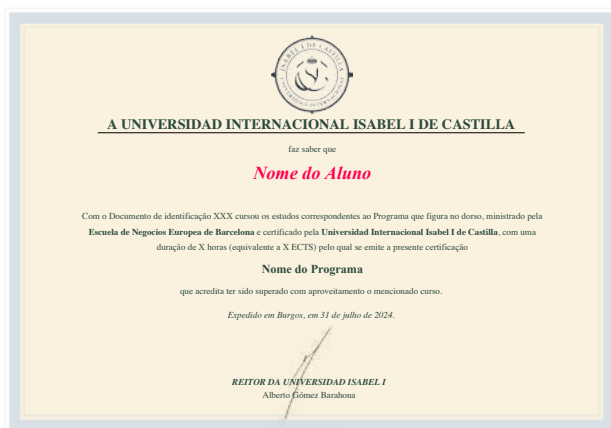 ISABEL I DE CASTILLA
A UNIVERSIDAD INTERNACIONAL ISABEL I DE CASTILLA
faz saber que
Nome do Aluno
Com o Documento de identificação XXX cursou os estudos correspondentes ao Programa que figura no dorso, ministrado pela
Escuela de Negocios Europea de Barcelona e certificado pela Universidad Internacional Isabel I de Castilla, com uma
duração de X horas (equivalente a X ECTS) pelo qual se emite a presente certificação
Nome do Programa
que acredita ter sido superado com aproveitamento o mencionado curso.
Expedido em Burgos, em 31 de julho de 2024.
REITOR DA UNIVERSIDAD ISABEL I
Alberto Gómez Barahona